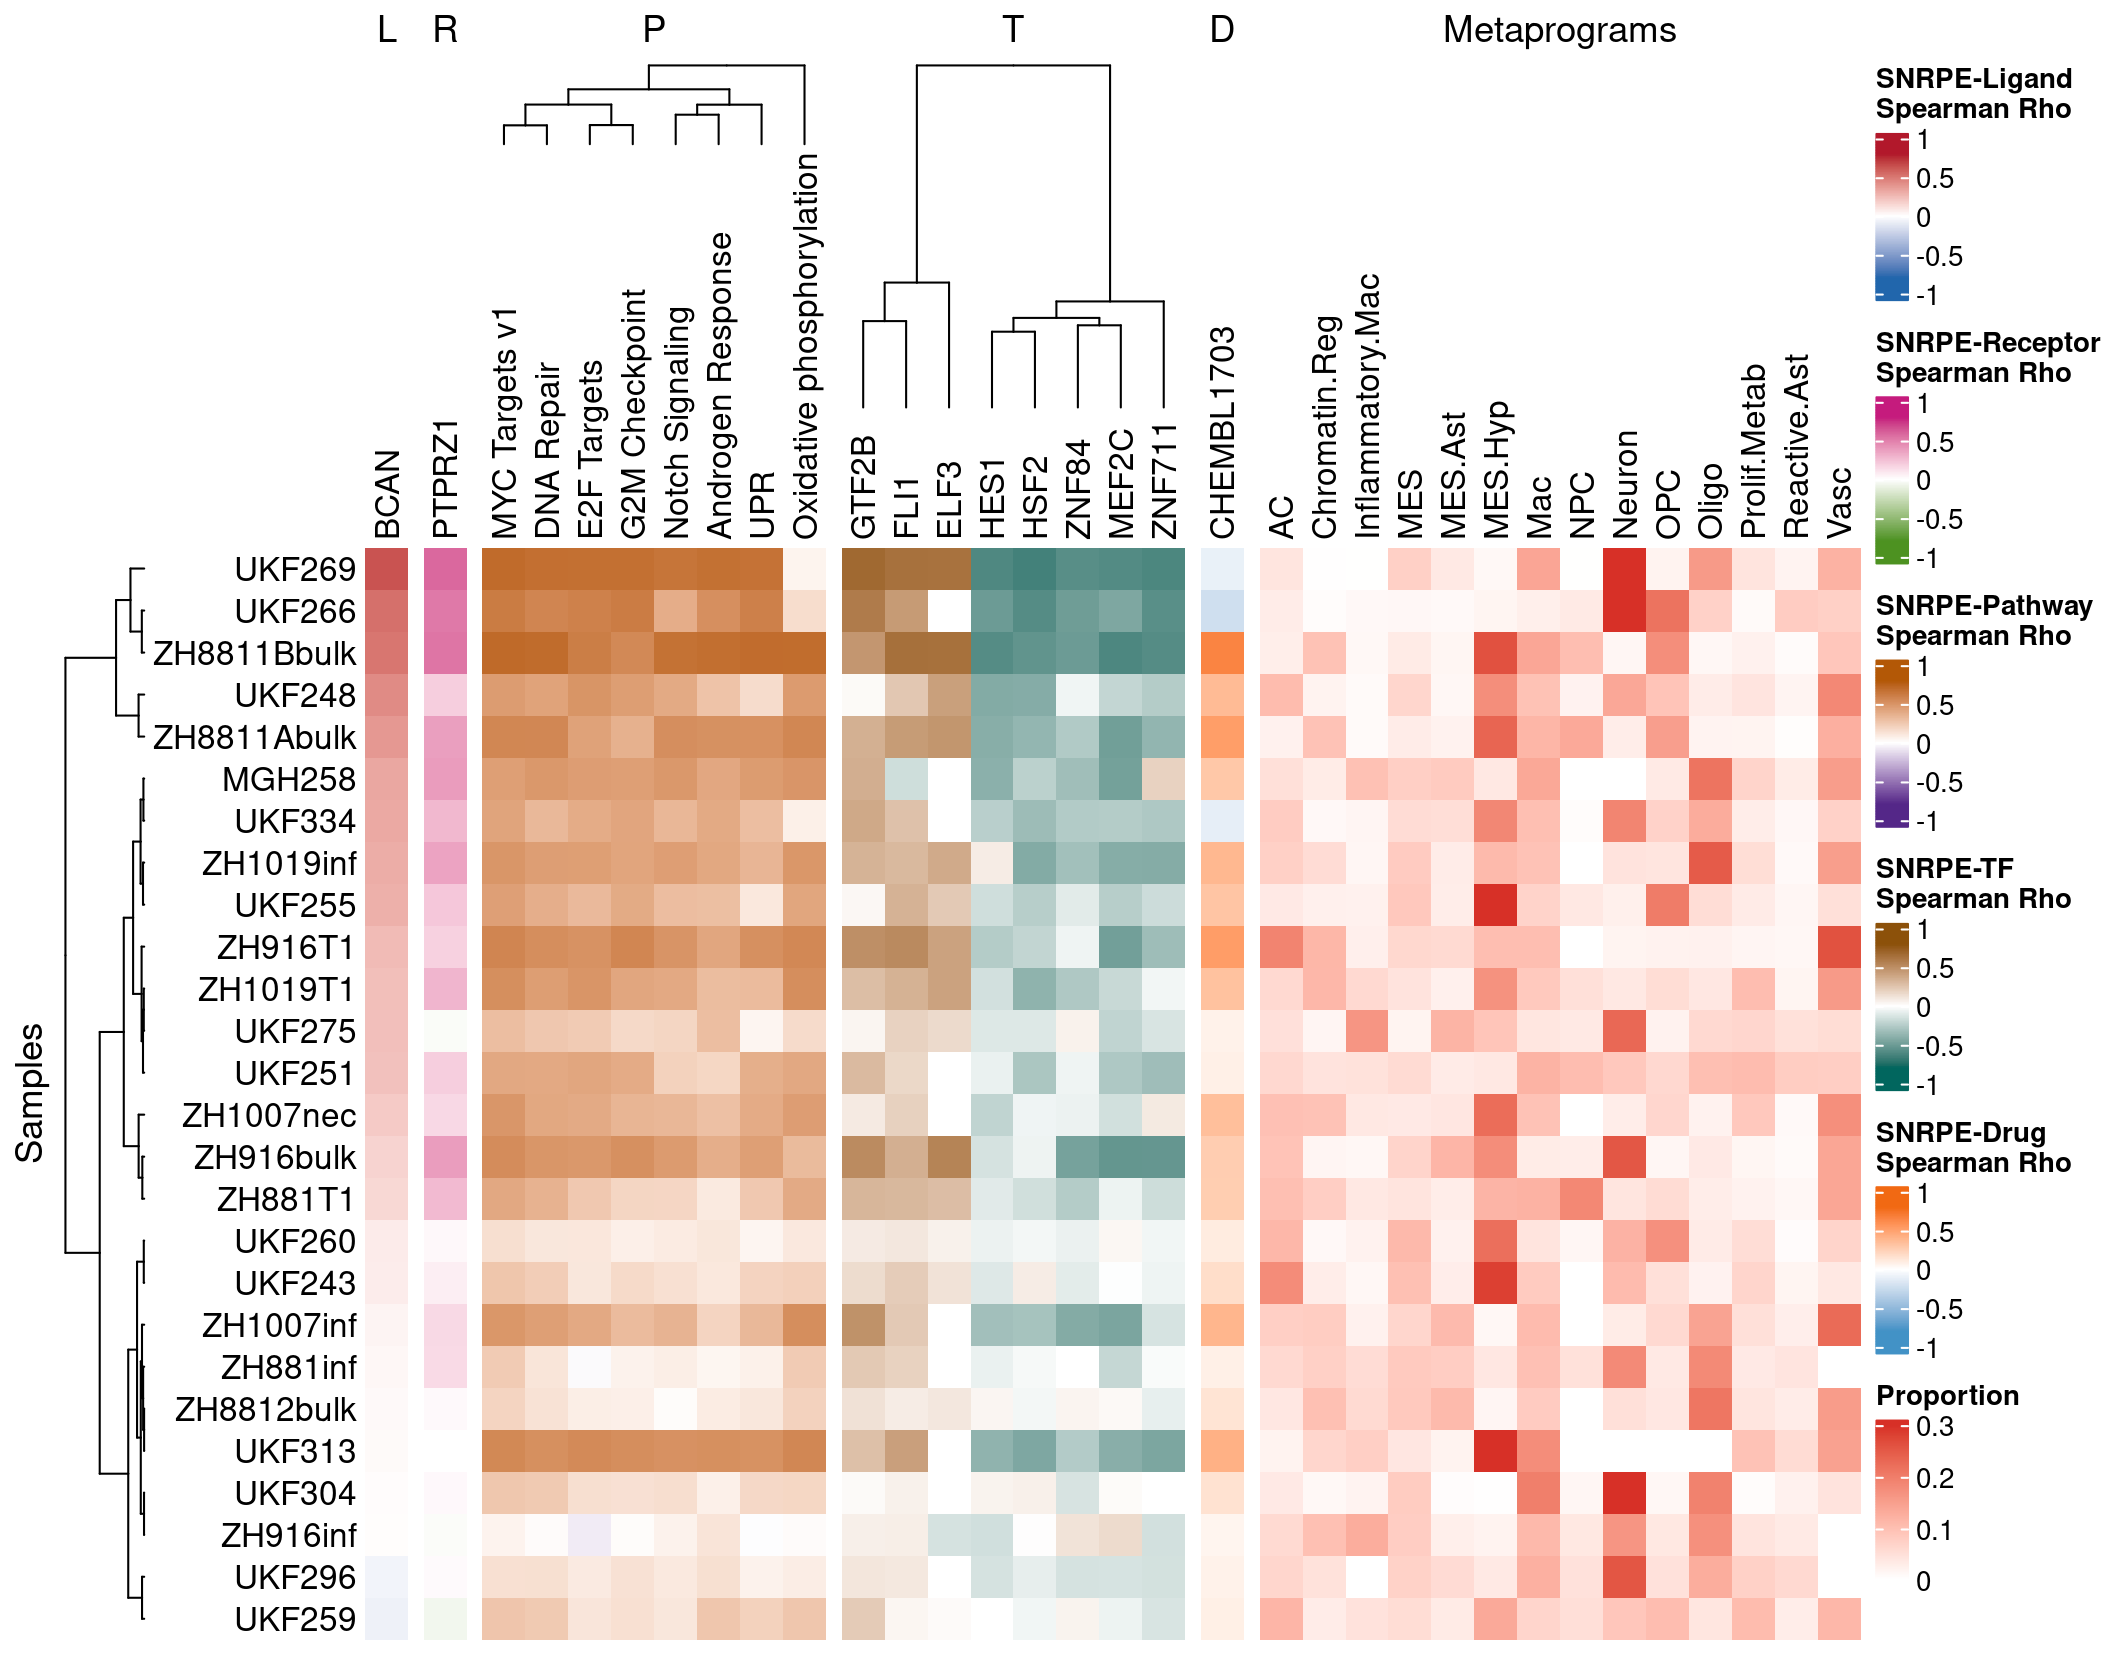 L R P T D Metaprograms
BCAN
PTPRZ1
MYC Targets v1
DNA Repair
E2F Targets
G2M Checkpoint
Notch Signaling
Androgen Response
UPR
Oxidative phosphorylation
GTF2B
FLI1
ELF3
HES1
HSF2
ZNF84
MEF2C
ZNF711
CHEMBL1703
AC
Chromatin.Reg
Inflammatory.Mac
MES
MES.Ast
MES.Hyp
Mac
NPC
Neuron
OPC
Oligo
Prolif.Metab
Reactive.Ast
Vasc
Samples
UKF269
UKF266
ZH8811Bbulk
UKF248
ZH8811Abulk
MGH258
UKF334
ZH1019inf
UKF255
ZH916T1
ZH1019T1
UKF275
UKF251
ZH1007nec
ZH916bulk
ZH881T1
UKF260
UKF243
ZH1007inf
ZH881inf
ZH8812bulk
UKF313
UKF304
ZH916inf
UKF296
UKF259
SNRPE-Ligand
Spearman Rho
1
0.5
0
-0.5
-1
SNRPE-Receptor
Spearman Rho
1
0.5
0
-0.5
-1
SNRPE-Pathway
Spearman Rho
1
0.5
0
-0.5
-1
SNRPE-TF
Spearman Rho
1
0.5
0
-0.5
-1
SNRPE-Drug
Spearman Rho
1
0.5
0
-0.5
-1
Proportion
0.3
0.2
0.1
0